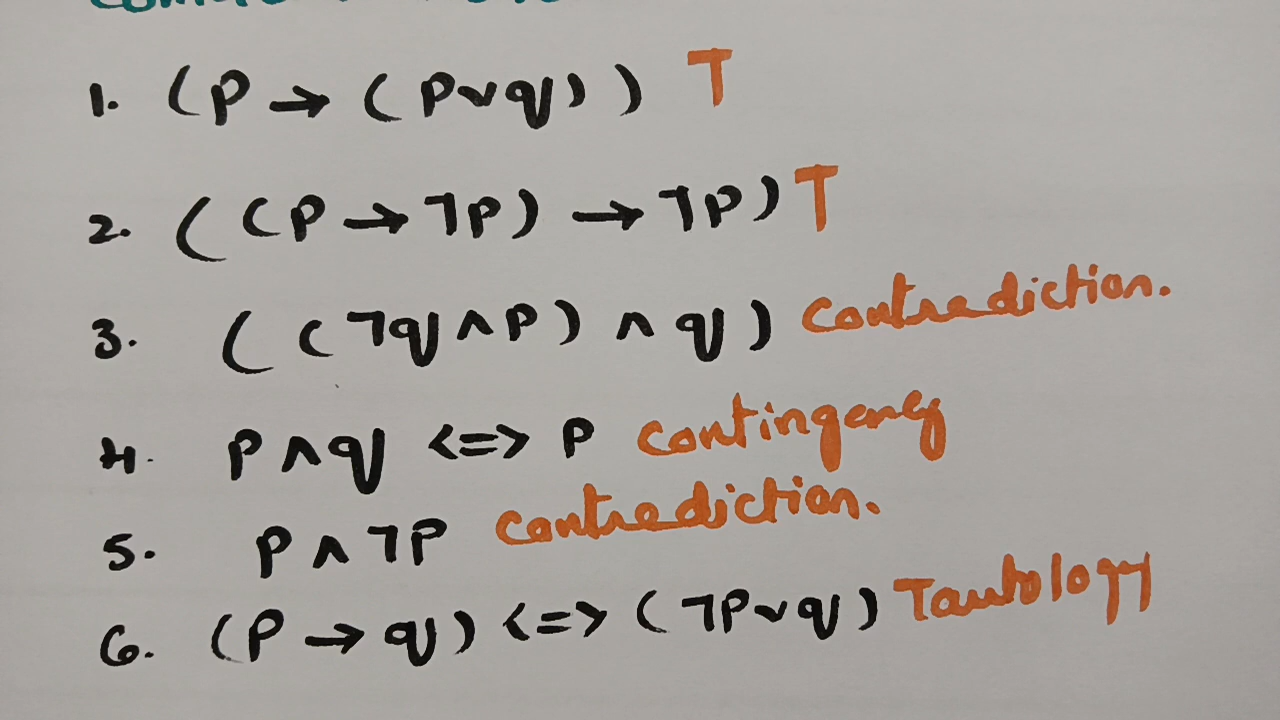 1. (P → (P∨q)) T
2. ((P → ¬P) → ¬P) T
3. ((¬q∧P) ∧ q) contradiction.
4. P∧q <=> P contingency
5. P∧¬P contradiction.
6. (P → q) <=> (¬P∨q) Tautology